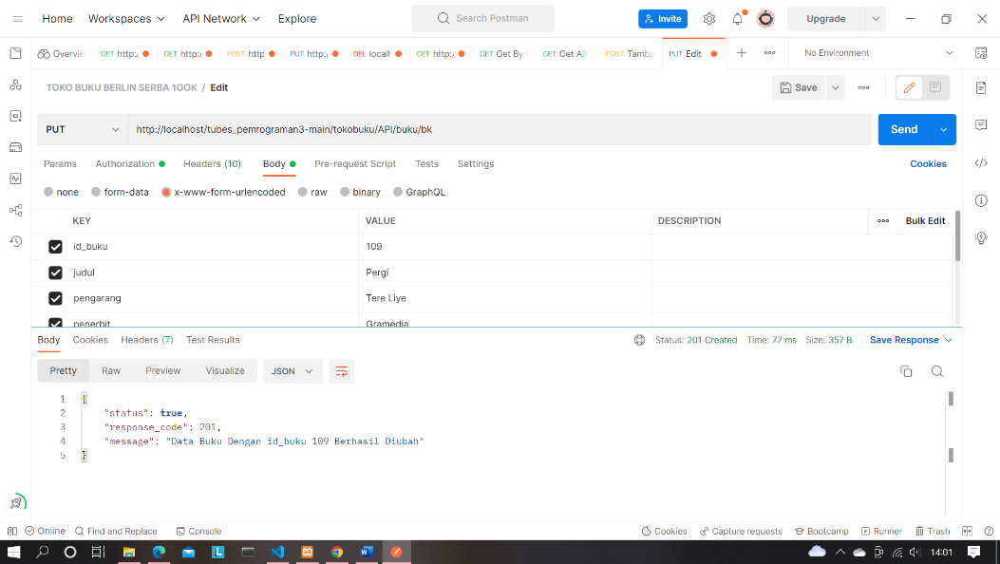 Home Workspaces API Network Explore Search Postman Invite Upgrade
Overvie GET http:/ GET http:/ POST http PUT http:/ DEL localh GET http:/ GET Get By GET Get All POST Tamba PUT Edit No Environment
TOKO BUKU BERLIN SERBA 1OOK / Edit Save
PUT http://localhost/tubes_pemrograman3-main/tokobuku/API/buku/bk Send
Params Authorization Headers (10) Body Pre-request Script Tests Settings Cookies
none form-data x-www-form-urlencoded raw binary GraphQL
KEY VALUE DESCRIPTION Bulk Edit
id_buku 109
judul Pergi
pengarang Tere Liye
penerbit Gramedia
Body Cookies Headers (7) Test Results Status: 201 Created Time: 77 ms Size: 357 B Save Response
Pretty Raw Preview Visualize JSON
1 {
2 "status": true,
3 "response_code": 201,
4 "message": "Data Buku Dengan id_buku 109 Berhasil Diubah"
5 }
Online Find and Replace Console Cookies Capture requests Bootcamp Runner Trash
14:01